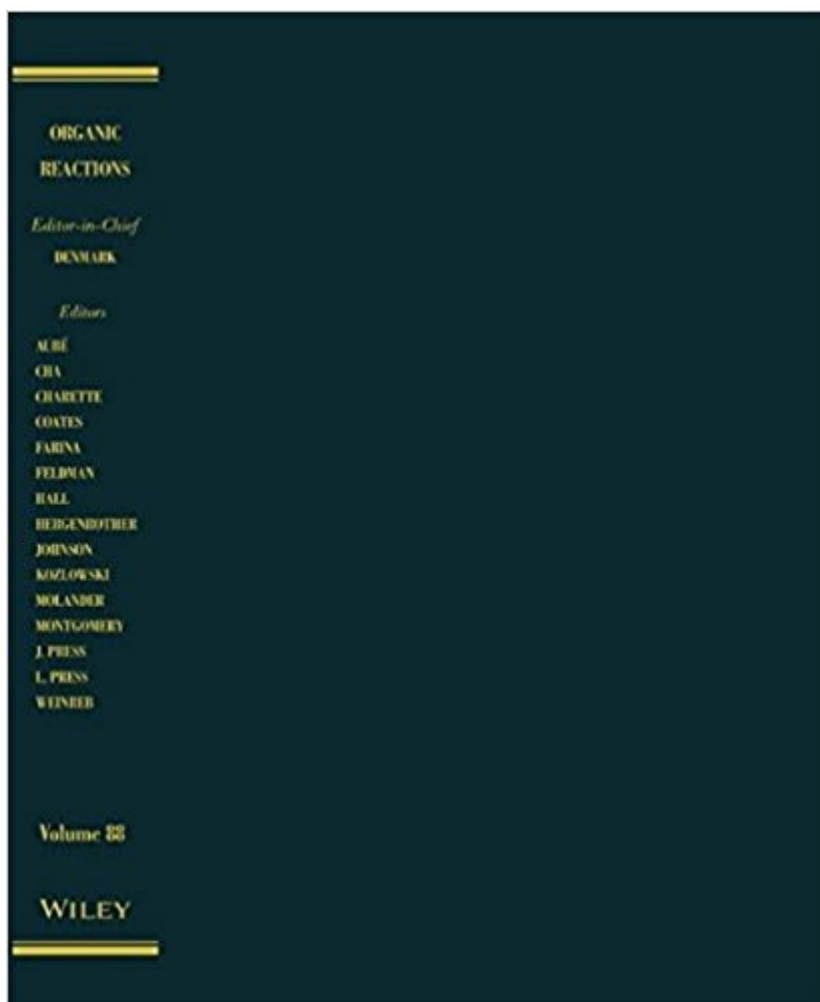 ORGANIC
REACTIONS
Editor-in-Chief
DENMARK
Editors
AUBÉ
CHA
CHARETTE
COATES
FARINA
FELDMAN
HALL
HERGENROTHER
JOHNSON
KOZLOWSKI
MOLANDER
MONTGOMERY
J. PRESS
L. PRESS
WEINREB
Volume 88
WILEY